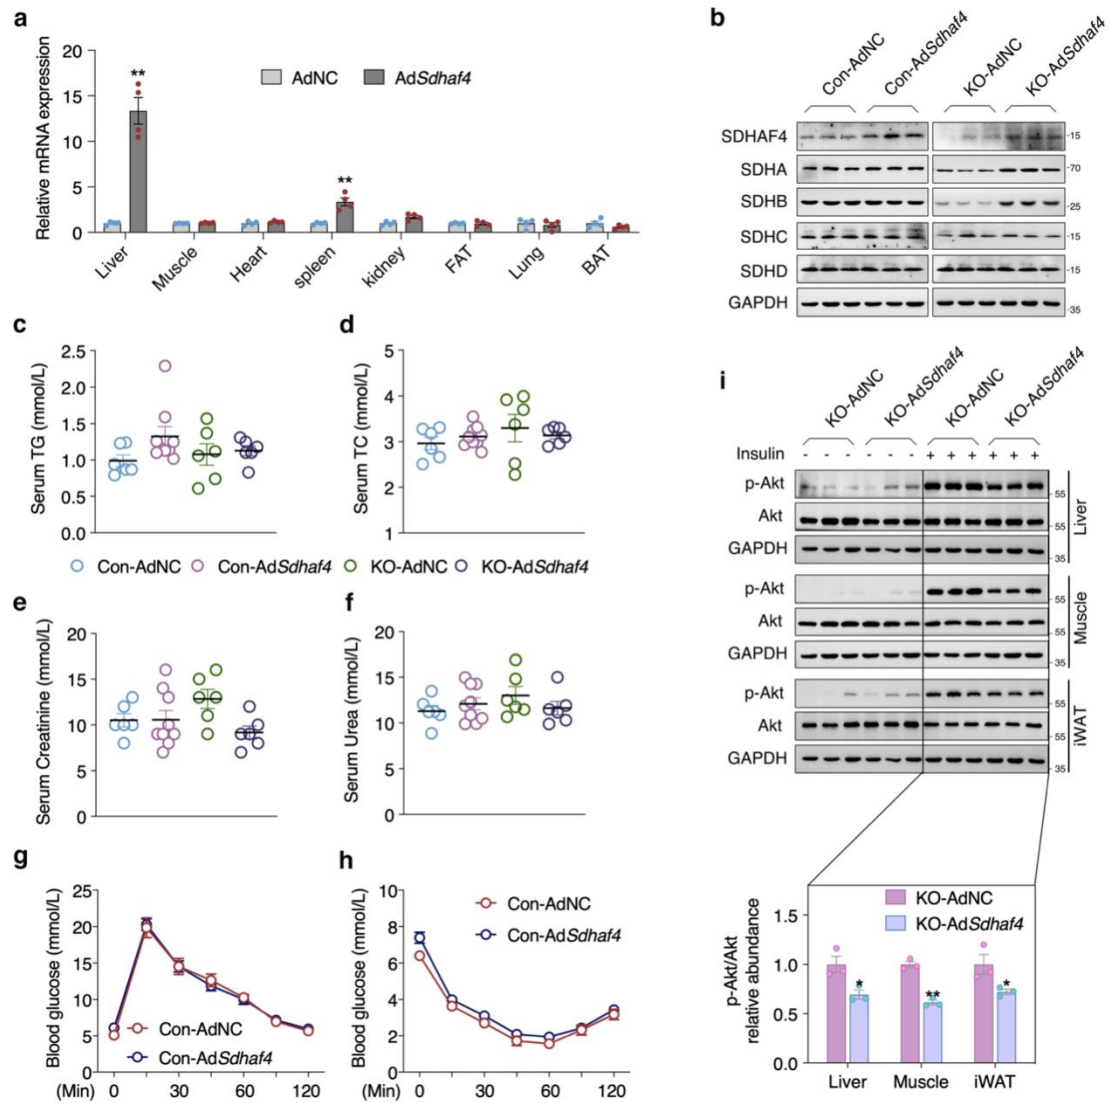 a
Relative mRNA expression
20
15
10
5
0
AdNC
AdSdhaf4
**
**
Liver
Muscle
Heart
spleen
kidney
FAT
Lung
BAT
b
Con-AdNC
Con-AdSdhaf4
KO-AdNC
KO-AdSdhaf4
SDHAF4
-15
SDHA
-70
SDHB
-25
SDHC
-15
SDHD
-15
GAPDH
-35
c
Serum TG (mmol/L)
2.5
2.0
1.5
1.0
0.5
0.0
d
Serum TC (mmol/L)
5
4
3
2
1
Con-AdNC Con-AdSdhaf4 KO-AdNC KO-AdSdhaf4
e
Serum Creatinine (mmol/L)
20
15
10
5
0
f
Serum Urea (mmol/L)
20
15
10
5
0
g
Blood glucose (mmol/L)
25
20
15
10
5
0
Con-AdNC
Con-AdSdhaf4
(Min) 0 30 60 120
h
Blood glucose (mmol/L)
10
8
6
4
2
0
Con-AdNC
Con-AdSdhaf4
(Min) 0 30 60 120
i
KO-AdNC
KO-AdSdhaf4
KO-AdNC
KO-AdSdhaf4
Insulin - - - - - - + + + + + +
p-Akt
55
Akt
55
GAPDH
35
Liver
p-Akt
55
Akt
55
GAPDH
35
Muscle
p-Akt
55
Akt
55
GAPDH
35
iWAT
p-Akt/Akt
relative abundance
1.5
1.0
0.5
0.0
KO-AdNC
KO-AdSdhaf4
*
**
*
Liver Muscle iWAT